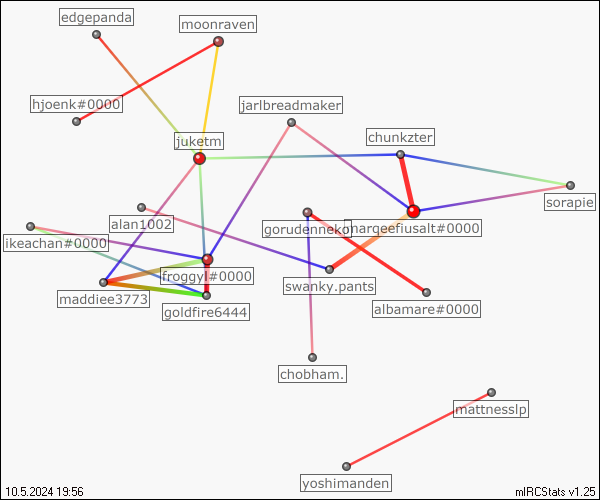 edgepanda
moonraven
hjoenk#0000
jarlbreadmaker
chunkzter
juketm
sorapie
alan1002
gorudenneko
narqeefiusalt#0000
ikeachan#0000
froggyl#0000
swanky.pants
maddiee3773
goldfire6444
albamare#0000
chobham.
mattnesslp
yoshimanden
10.5.2024 19:56
mIRCStats v1.25